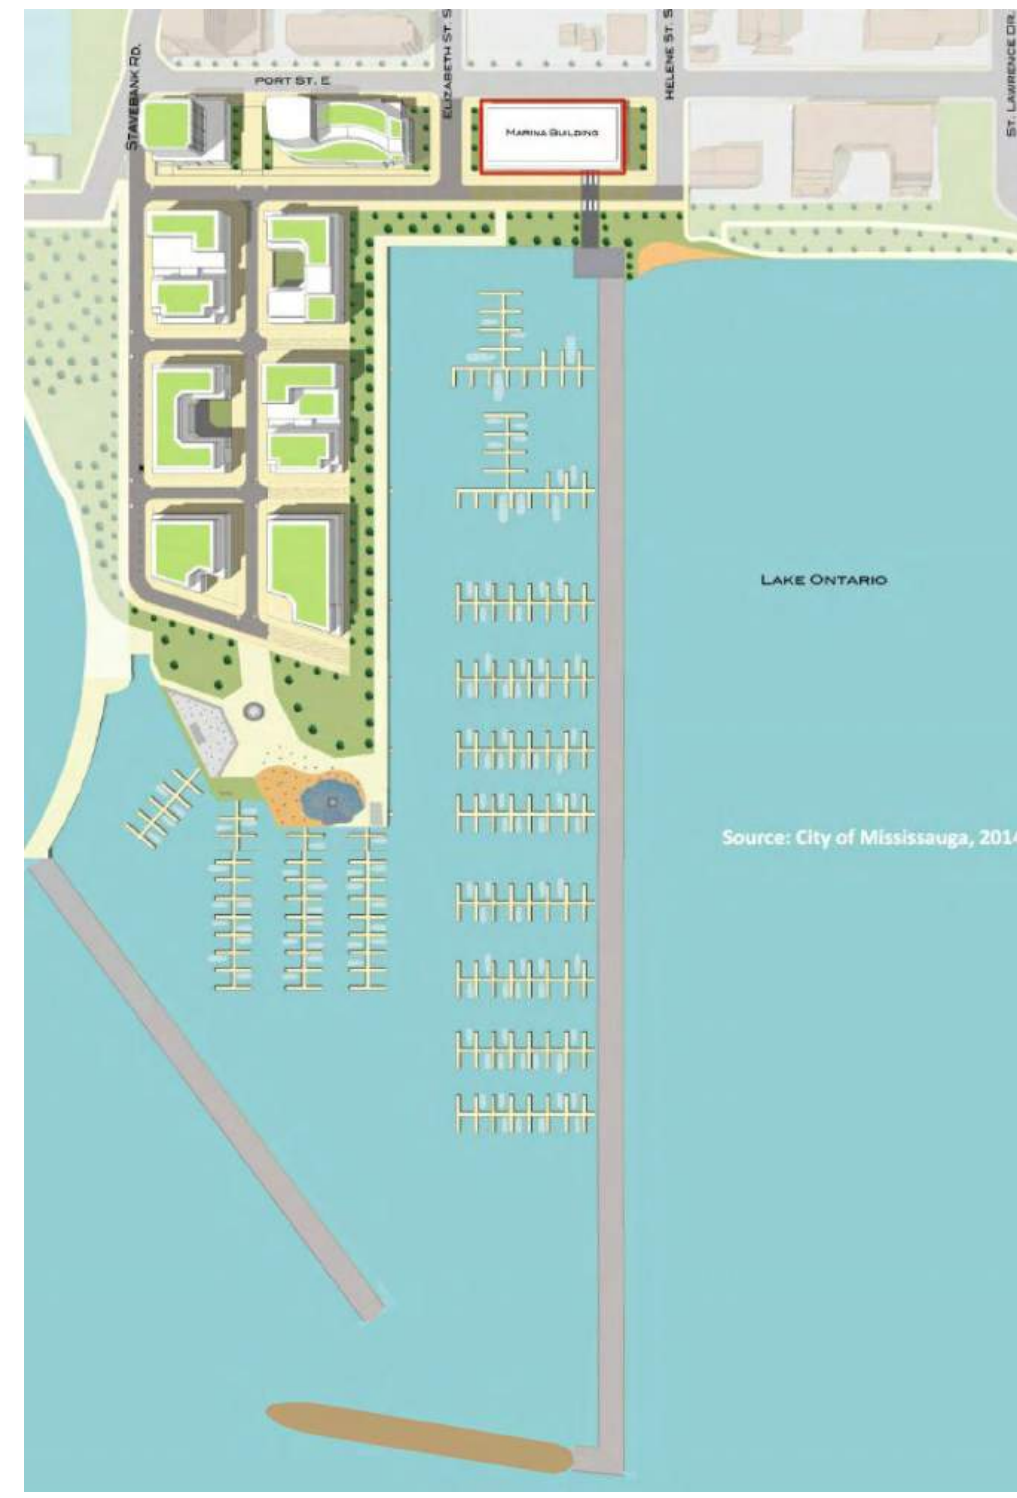 STAVEBANK RD.
PORT ST. E
ELIZABETH ST. S
HELENE ST. S
ST. LAWRENCE DR.
MARINA BUILDING
LAKE ONTARIO
Source: City of Mississauga, 2014